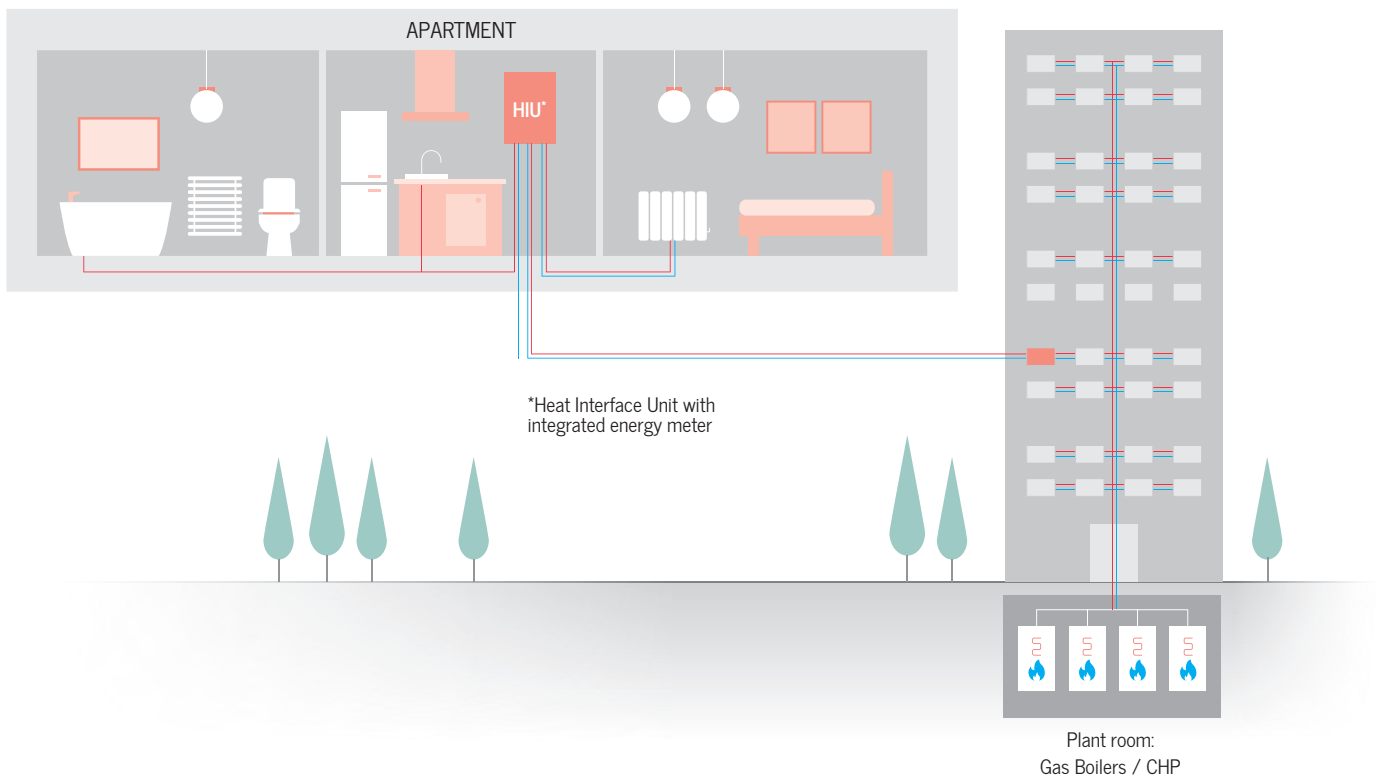 APARTMENT
HIU*
*Heat Interface Unit with
integrated energy meter
Plant room:
Gas Boilers / CHP